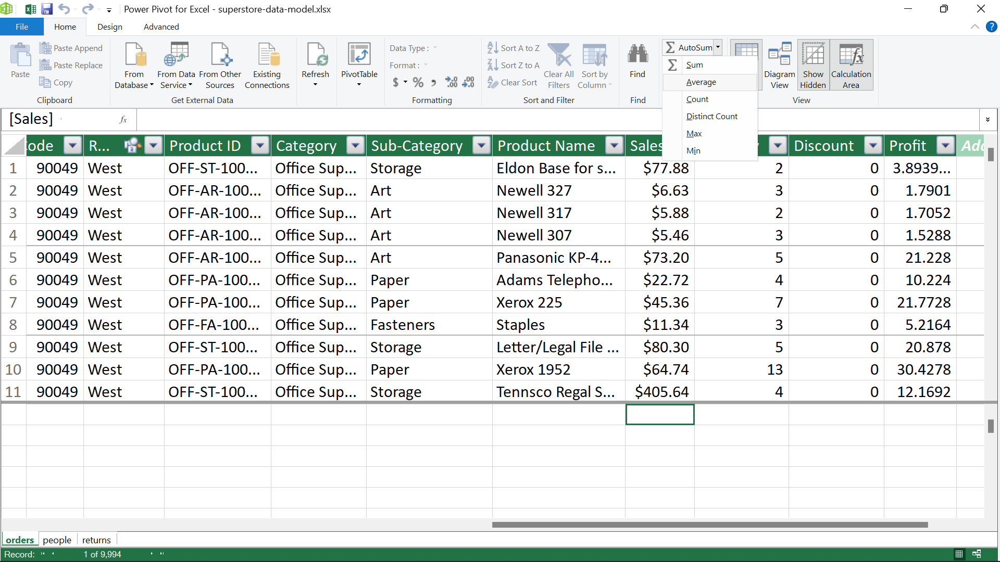 Power Pivot for Excel - superstore-data-model.xlsx
File Home Design Advanced ?
Paste
Paste Append
Paste Replace
Copy
Clipboard
From Database
From Data Service
From Other Sources
Existing Connections
Get External Data
Refresh
PivotTable
Data Type :
Format :
$ % , .00 .00
Formatting
Sort A to Z
Sort Z to A
Clear Sort
Clear All Filters
Sort by Column
Sort and Filter
Find
Find
AutoSum
Sum
Average
Count
Distinct Count
Max
Min
Diagram View
Show Hidden
Calculation Area
View
[Sales] fx
ode R... Product ID Category Sub-Category Product Name Sales Discount Profit Add
1 90049 West OFF-ST-100... Office Sup... Storage Eldon Base for s... $77.88 2 0 3.8939...
2 90049 West OFF-AR-100... Office Sup... Art Newell 327 $6.63 3 0 1.7901
3 90049 West OFF-AR-100... Office Sup... Art Newell 317 $5.88 2 0 1.7052
4 90049 West OFF-AR-100... Office Sup... Art Newell 307 $5.46 3 0 1.5288
5 90049 West OFF-AR-100... Office Sup... Art Panasonic KP-4... $73.20 5 0 21.228
6 90049 West OFF-PA-100... Office Sup... Paper Adams Telepho... $22.72 4 0 10.224
7 90049 West OFF-PA-100... Office Sup... Paper Xerox 225 $45.36 7 0 21.7728
8 90049 West OFF-FA-100... Office Sup... Fasteners Staples $11.34 3 0 5.2164
9 90049 West OFF-ST-100... Office Sup... Storage Letter/Legal File ... $80.30 5 0 20.878
10 90049 West OFF-PA-100... Office Sup... Paper Xerox 1952 $64.74 13 0 30.4278
11 90049 West OFF-ST-100... Office Sup... Storage Tennsco Regal S... $405.64 4 0 12.1692
orders people returns
Record: 1 of 9,994